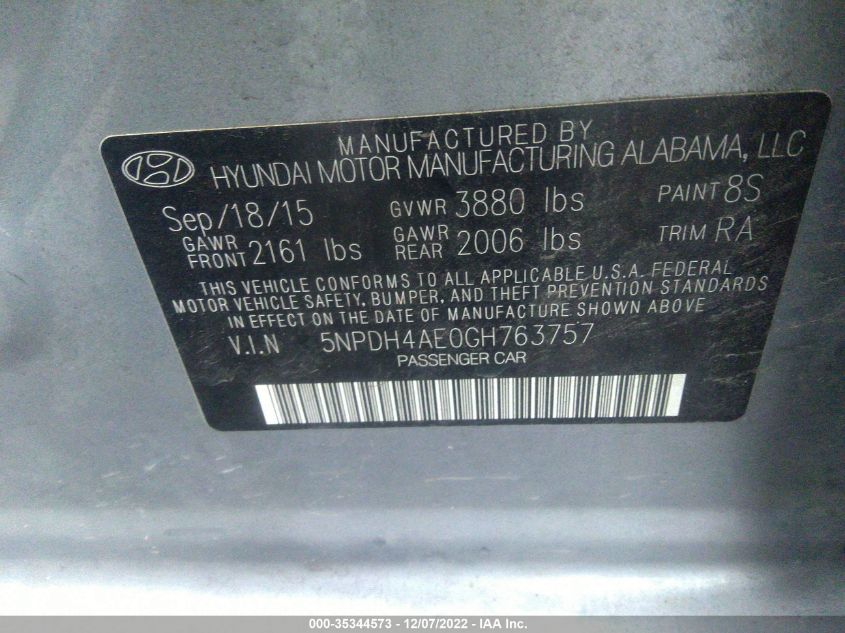 MANUFACTURED BY
HYUNDAI MOTOR MANUFACTURING ALABAMA, LLC
Sep/18/15 GVWR 3880 lbs PAINT 8S
GAWR FRONT 2161 lbs GAWR REAR 2006 lbs TRIM RA
THIS VEHICLE CONFORMS TO ALL APPLICABLE U.S.A. FEDERAL
MOTOR VEHICLE SAFETY, BUMPER, AND THEFT PREVENTION STANDARDS
IN EFFECT ON THE DATE OF MANUFACTURE SHOWN ABOVE
V.I.N 5NPDH4AE0GH763757
PASSENGER CAR
000-35344573 - 12/07/2022 - IAA Inc.